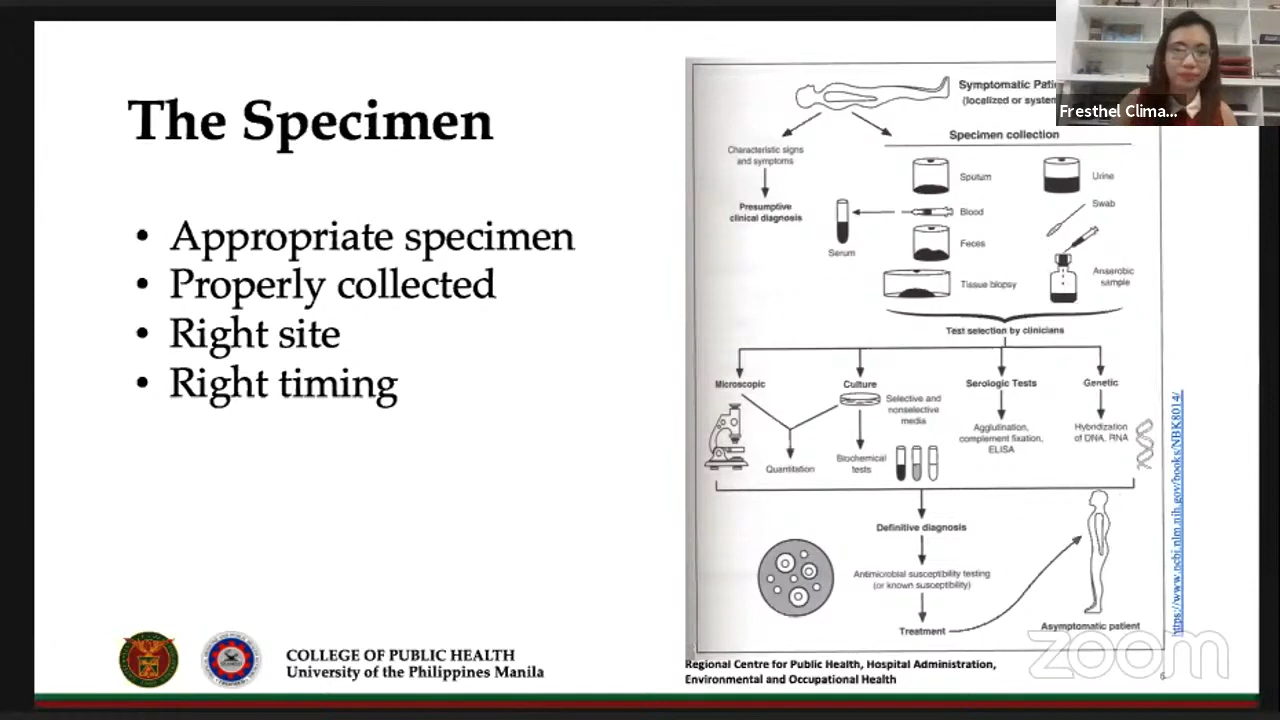 The Specimen
• Appropriate specimen
• Properly collected
• Right site
• Right timing
Symptomatic
(localized or
Specimen collection
Characteristic signs
and symptoms
Presumptive
clinical diagnosis
Sputum
Urine
Blood
Swab
Serum
Feces
Tissue biopsy
Anaerobic
sample
Test selection by clinicians
Microscopic
Culture
Serologic Tests
Genetic
Selective and
nonselective
media
Agglutination,
complement fixation,
ELISA
Hybridization
of DNA, RNA
Quantitation
Biochemical
tests
Definitive diagnosis
Antimicrobial susceptibility testing
(or known susceptibility)
Treatment
Asymptomatic patient
https://www.ncbi.nlm.nih.gov/books/NBK8014/
COLLEGE OF PUBLIC HEALTH
University of the Philippines Manila
Regional Centre for Public Health, Hospital Administration,
Environmental and Occupational Health
6
zoom
Fresthel Clima...